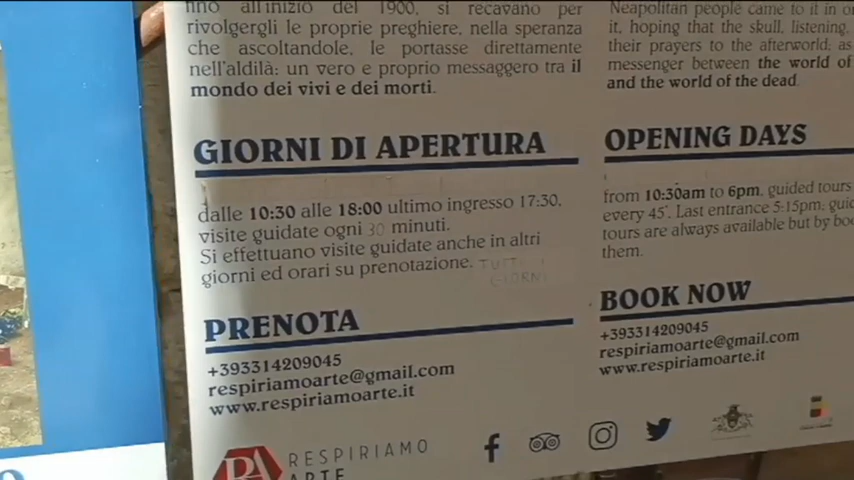 fino all'inizio del 1900, si recavano per
rivolgergli le proprie preghiere, nella speranza
che ascoltandole, le portasse direttamente
nell'aldilà: un vero e proprio messaggero tra il
mondo dei vivi e dei morti.
GIORNI DI APERTURA
dalle 10:30 alle 18:00 ultimo ingresso 17:30,
visite guidate ogni 30 minuti.
Si effettuano visite guidate anche in altri
giorni ed orari su prenotazione.
PRENOTA
+393314209045
respiriamoarte@gmail.com
www.respiriamoarte.it
RA
RESPIRIAMO
ARTE
Neapolitan people came to it in
it, hoping that the skull, listening
their prayers to the afterworld: as
messenger between the world of
and the world of the dead.
OPENING DAYS
from 10:30am to 6pm, guided tours
every 45'. Last entrance 5:15pm; guid
tours are always available but by book
them.
BOOK NOW
+393314209045
respiriamoarte@gmail.com
www.respiriamoarte.it